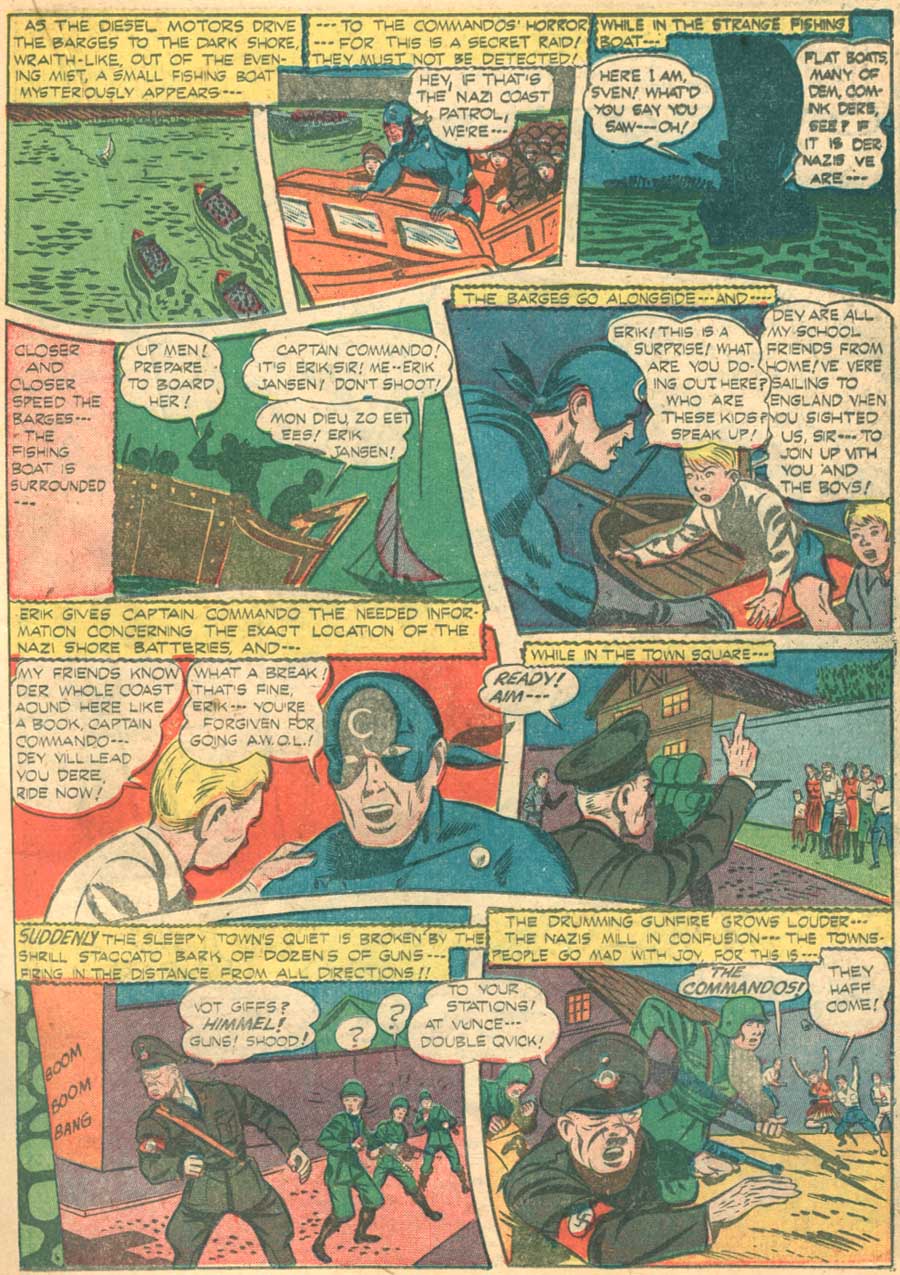 AS THE DIESEL MOTORS DRIVE
THE BARGES TO THE DARK SHORE,
WRAITH-LIKE, OUT OF THE EVEN-
ING MIST, A SMALL FISHING BOAT
MYSTERIOUSLY APPEARS---
---TO THE COMMANDOS' HORROR
---FOR THIS IS A SECRET RAID!
THEY MUST NOT BE DETECTED!
HEY, IF THAT'S
THE NAZI COAST
PATROL,
WE'RE---
WHILE IN THE STRANGE FISHING
BOAT---
HERE I AM,
SVEN! WHAT'D
YOU SAY YOU
SAW---OH!
FLAT BOATS,
MANY OF
DEM, COM-
INK DERE,
SEE? IF
IT IS DER
NAZIS VE
ARE---
CLOSER
AND
CLOSER
SPEED THE
BARGES---
THE
FISHING
BOAT IS
SURROUNDED
---
UP MEN!
PREPARE
TO BOARD
HER!
CAPTAIN COMMANDO!
IT'S ERIK, SIR! ME--ERIK
JANSEN! DON'T SHOOT!
MON DIEU, ZO EET
EES! ERIK
JANSEN!
THE BARGES GO ALONGSIDE---AND---
ERIK! THIS IS A
SURPRISE! WHAT
ARE YOU DO-
ING OUT HERE?
WHO ARE
THESE KIDS?
SPEAK UP!
DEY ARE ALL
MY SCHOOL
FRIENDS FROM
HOME! VE VERE
SAILING TO
ENGLAND VHEN
YOU SIGHTED
US, SIR---TO
JOIN UP VITH
YOU AND
THE BOYS!
ERIK GIVES CAPTAIN COMMANDO THE NEEDED INFOR-
MATION CONCERNING THE EXACT LOCATION OF THE
NAZI SHORE BATTERIES, AND---
MY FRIENDS KNOW
DER WHOLE COAST
AOUND HERE LIKE
A BOOK, CAPTAIN
COMMANDO---
DEY VILL LEAD
YOU DERE,
RIDE NOW!
WHAT A BREAK!
THAT'S FINE,
ERIK---YOU'RE
FORGIVEN FOR
GOING A.W.O.L.!
C
WHILE IN THE TOWN SQUARE---
READY!
AIM---
SUDDENLY THE SLEEPY TOWN'S QUIET IS BROKEN BY THE
SHRILL STACCATO BARK OF DOZENS OF GUNS---
FIRING IN THE DISTANCE FROM ALL DIRECTIONS!!
BOOM
BOOM
BANG
VOT GIFFS?
HIMMEL!
GUNS! SHOOD!
?
?
TO YOUR
STATIONS!
AT VUNCE---
DOUBLE QVICK!
THE DRUMMING GUNFIRE GROWS LOUDER---
THE NAZIS MILL IN CONFUSION---THE TOWNS-
PEOPLE GO MAD WITH JOY, FOR THIS IS---
THE
COMMANDOS!
THEY
HAFF
COME!